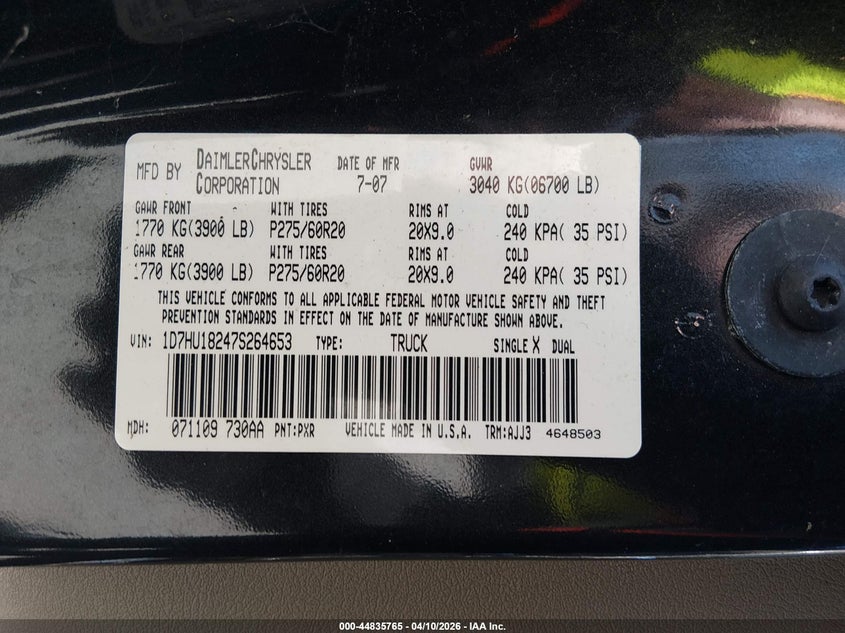 MFD BY DAIMLERCHRYSLER CORPORATION DATE OF MFR 7-07 GVWR 3040 KG(06700 LB)
GAWR FRONT WITH TIRES RIMS AT COLD
1770 KG(3900 LB) P275/60R20 20X9.0 240 KPA( 35 PSI)
GAWR REAR WITH TIRES RIMS AT COLD
1770 KG(3900 LB) P275/60R20 20X9.0 240 KPA( 35 PSI)
THIS VEHICLE CONFORMS TO ALL APPLICABLE FEDERAL MOTOR VEHICLE SAFETY AND THEFT
PREVENTION STANDARDS IN EFFECT ON THE DATE OF MANUFACTURE SHOWN ABOVE.
VIN: 1D7HU18247S264653 TYPE: TRUCK SINGLE X DUAL
MDH: 071109 730AA PNT:PXR VEHICLE MADE IN U.S.A. TRM:AJJ3 4648503
000-44835765 - 04/10/2026 - IAA Inc.